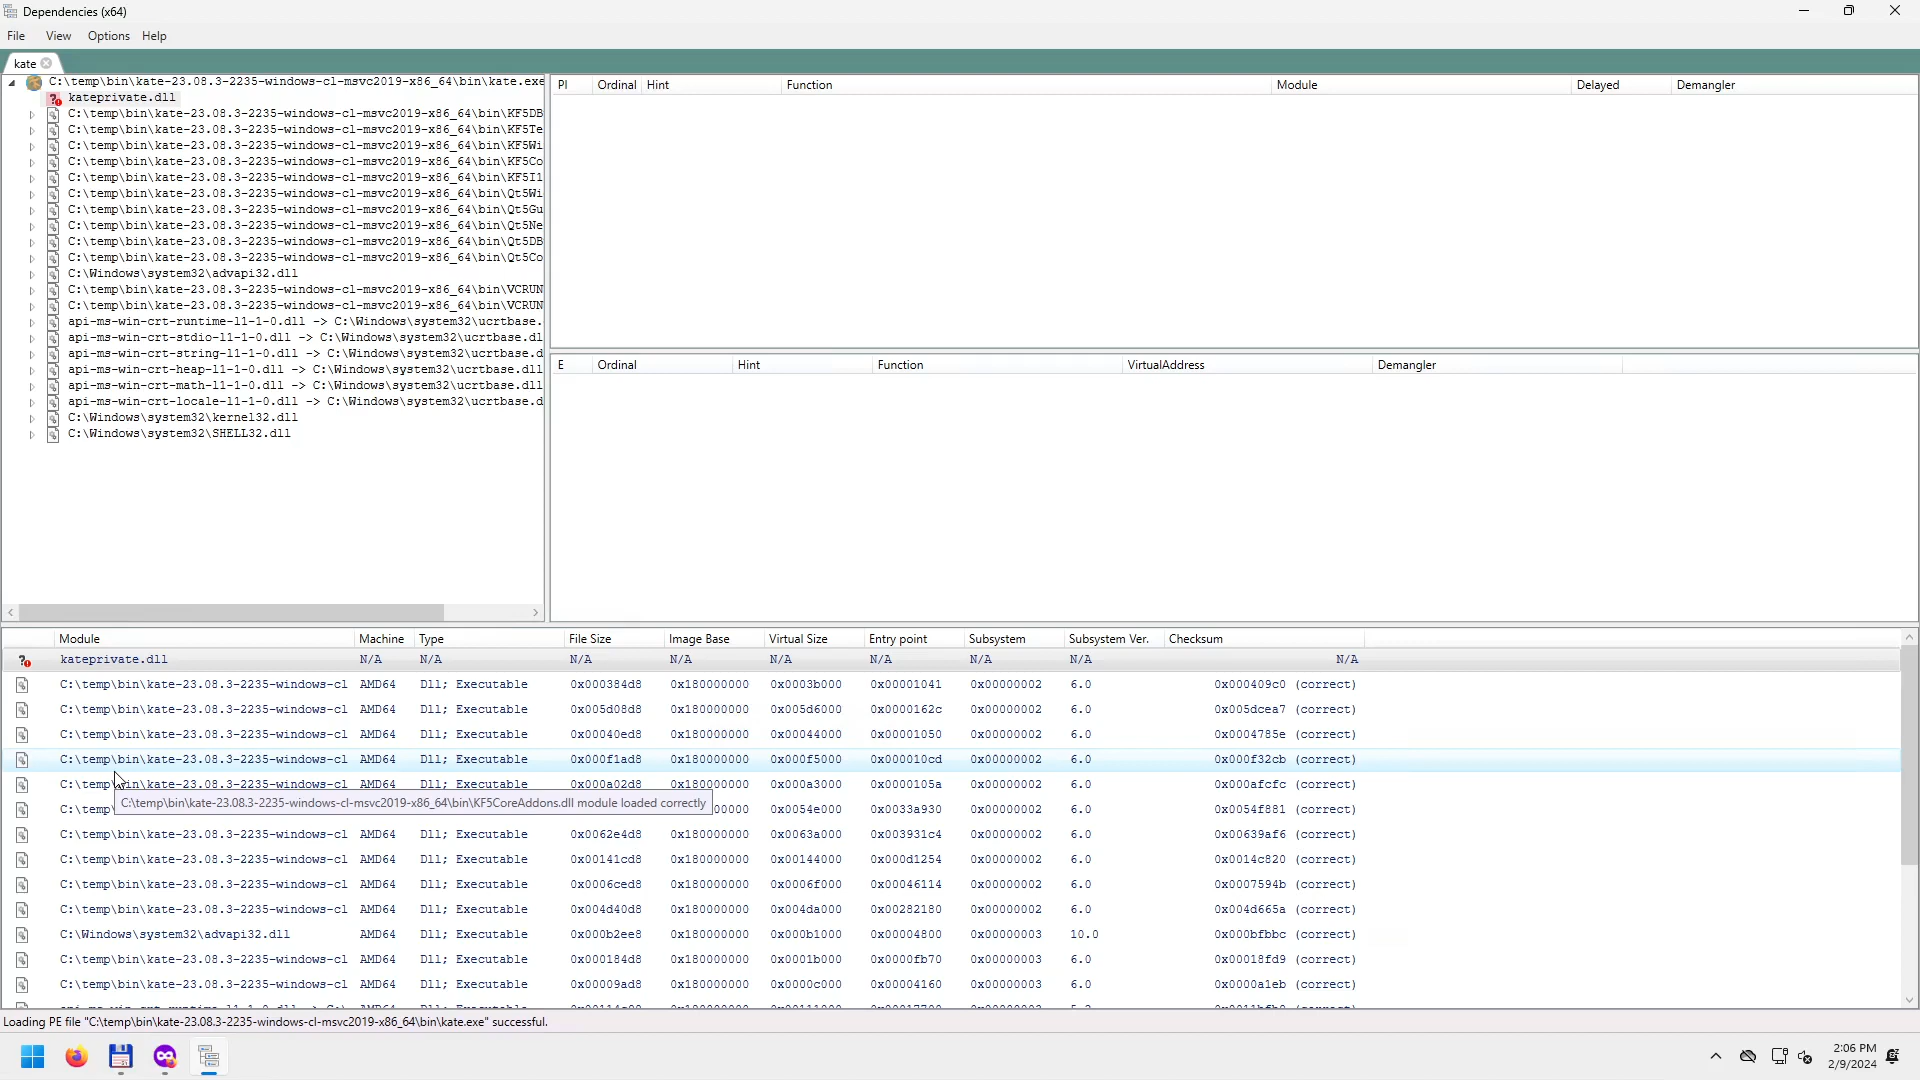 Dependencies (x64)
File View Options Help
kate
C:\temp\bin\kate-23.08.3-2235-windows-cl-msvc2019-x86_64\bin\kate.exe
kateprivate.dll
C:\temp\bin\kate-23.08.3-2235-windows-cl-msvc2019-x86_64\bin\KF5DB
C:\temp\bin\kate-23.08.3-2235-windows-cl-msvc2019-x86_64\bin\KF5Te
C:\temp\bin\kate-23.08.3-2235-windows-cl-msvc2019-x86_64\bin\KF5Wi
C:\temp\bin\kate-23.08.3-2235-windows-cl-msvc2019-x86_64\bin\KF5Co
C:\temp\bin\kate-23.08.3-2235-windows-cl-msvc2019-x86_64\bin\KF5I1
C:\temp\bin\kate-23.08.3-2235-windows-cl-msvc2019-x86_64\bin\Qt5Wi
C:\temp\bin\kate-23.08.3-2235-windows-cl-msvc2019-x86_64\bin\Qt5Gu
C:\temp\bin\kate-23.08.3-2235-windows-cl-msvc2019-x86_64\bin\Qt5Ne
C:\temp\bin\kate-23.08.3-2235-windows-cl-msvc2019-x86_64\bin\Qt5DB
C:\temp\bin\kate-23.08.3-2235-windows-cl-msvc2019-x86_64\bin\Qt5Co
C:\Windows\system32\advapi32.dll
C:\temp\bin\kate-23.08.3-2235-windows-cl-msvc2019-x86_64\bin\VCRUN
C:\temp\bin\kate-23.08.3-2235-windows-cl-msvc2019-x86_64\bin\VCRUN
api-ms-win-crt-runtime-l1-1-0.dll -> C:\Windows\system32\ucrtbase.
api-ms-win-crt-stdio-l1-1-0.dll -> C:\Windows\system32\ucrtbase.dl
api-ms-win-crt-string-l1-1-0.dll -> C:\Windows\system32\ucrtbase.d
api-ms-win-crt-heap-l1-1-0.dll -> C:\Windows\system32\ucrtbase.dll
api-ms-win-crt-math-l1-1-0.dll -> C:\Windows\system32\ucrtbase.dll
api-ms-win-crt-locale-l1-1-0.dll -> C:\Windows\system32\ucrtbase.d
C:\Windows\system32\kernel32.dll
C:\Windows\system32\SHELL32.dll
PI Ordinal Hint Function Module Delayed Demangler
E Ordinal Hint Function VirtualAddress Demangler
Module Machine Type File Size Image Base Virtual Size Entry point Subsystem Subsystem Ver. Checksum
kateprivate.dll N/A N/A N/A N/A N/A N/A N/A N/A N/A
C:\temp\bin\kate-23.08.3-2235-windows-cl AMD64 Dll; Executable 0x000384d8 0x180000000 0x0003b000 0x00001041 0x00000002 6.0 0x000409c0 (correct)
C:\temp\bin\kate-23.08.3-2235-windows-cl AMD64 Dll; Executable 0x005d08d8 0x180000000 0x005d6000 0x0000162c 0x00000002 6.0 0x005dcea7 (correct)
C:\temp\bin\kate-23.08.3-2235-windows-cl AMD64 Dll; Executable 0x00040ed8 0x180000000 0x00044000 0x00001050 0x00000002 6.0 0x0004785e (correct)
C:\temp\bin\kate-23.08.3-2235-windows-cl AMD64 Dll; Executable 0x000f1ad8 0x180000000 0x000f5000 0x000010cd 0x00000002 6.0 0x000f32cb (correct)
C:\temp\bin\kate-23.08.3-2235-windows-cl AMD64 Dll; Executable 0x000a02d8 0x180000000 0x000a3000 0x0000105a 0x00000002 6.0 0x000afcfc (correct)
C:\temp\bin\kate-23.08.3-2235-windows-cl-msvc2019-x86_64\bin\KF5CoreAddons.dll module loaded correctly
C:\temp 0x0054e000 0x0033a930 0x00000002 6.0 0x0054f881 (correct)
C:\temp\bin\kate-23.08.3-2235-windows-cl AMD64 Dll; Executable 0x0062e4d8 0x180000000 0x0063a000 0x003931c4 0x00000002 6.0 0x00639af6 (correct)
C:\temp\bin\kate-23.08.3-2235-windows-cl AMD64 Dll; Executable 0x00141cd8 0x180000000 0x00144000 0x000d1254 0x00000002 6.0 0x0014c820 (correct)
C:\temp\bin\kate-23.08.3-2235-windows-cl AMD64 Dll; Executable 0x0006ced8 0x180000000 0x0006f000 0x00046114 0x00000002 6.0 0x0007594b (correct)
C:\temp\bin\kate-23.08.3-2235-windows-cl AMD64 Dll; Executable 0x004d40d8 0x180000000 0x004da000 0x00282180 0x00000002 6.0 0x004d665a (correct)
C:\Windows\system32\advapi32.dll AMD64 Dll; Executable 0x000b2ee8 0x180000000 0x000b1000 0x00004800 0x00000003 10.0 0x000bfbbc (correct)
C:\temp\bin\kate-23.08.3-2235-windows-cl AMD64 Dll; Executable 0x000184d8 0x180000000 0x0001b000 0x0000fb70 0x00000003 6.0 0x00018fd9 (correct)
C:\temp\bin\kate-23.08.3-2235-windows-cl AMD64 Dll; Executable 0x00009ad8 0x180000000 0x0000c000 0x00004160 0x00000003 6.0 0x0000a1eb (correct)
Loading PE file "C:\temp\bin\kate-23.08.3-2235-windows-cl-msvc2019-x86_64\bin\kate.exe" successful.
2:06 PM
2/9/2024